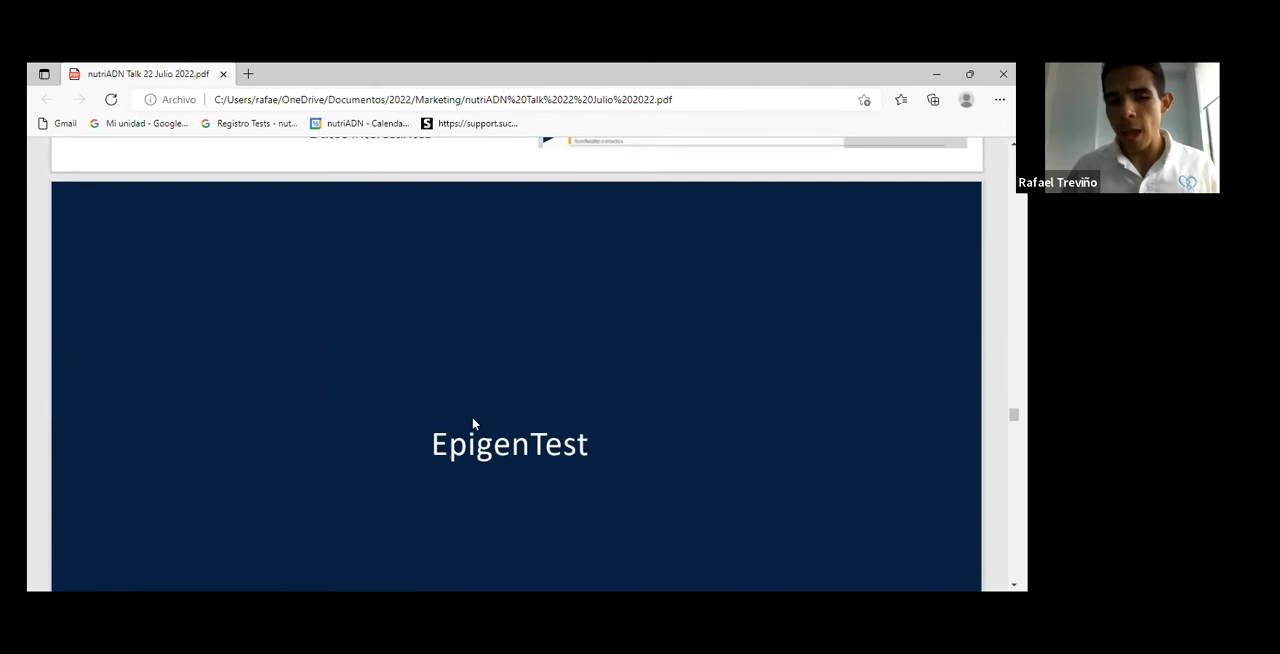 nutriADN Talk 22 Julio 2022.pdf
Archivo
C:/Users/rafae/OneDrive/Documentos/2022/Marketing/nutriADN%20Talk%2022%20Julio%202022.pdf
Gmail
Mi unidad - Google...
Registro Tests - nut...
nutriADN - Calenda...
https://support.suc...
EpigenTest
Rafael Treviño